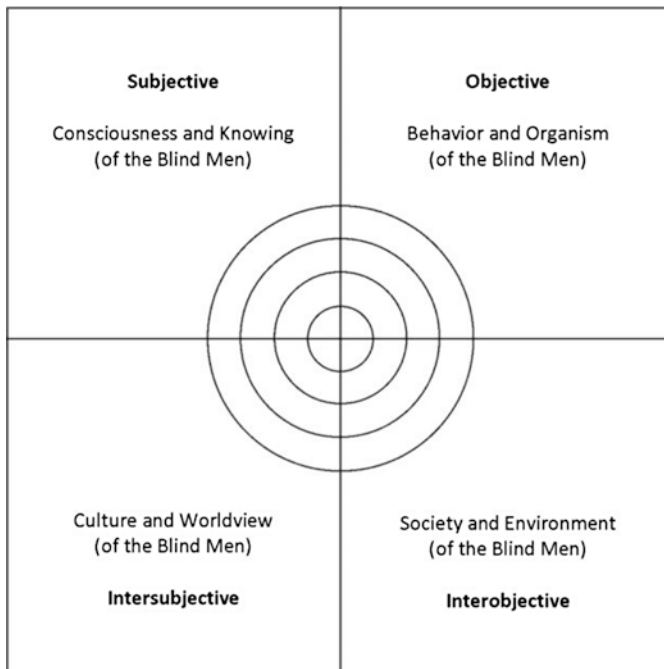 Subjective
Consciousness and Knowing
(of the Blind Men)
Objective
Behavior and Organism
(of the Blind Men)
Culture and Worldview
(of the Blind Men)
Intersubjective
Society and Environment
(of the Blind Men)
Interobjective